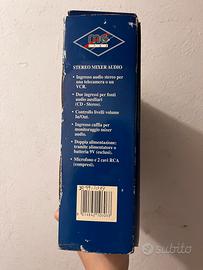 STEREO MIXER AUDIO
• Ingresso audio stereo per
una telecamera o un
VCR.
• Due ingressi per fonti
audio ausiliari
(CD - Stereo).
• Controllo livelli volume
In/Out.
• Ingresso cuffia per
monitoraggio mixer
audio.
• Doppia alimentazione:
tramite alimentatore o
batteria 9V (esclusi)
• Microfono e 2 cavi RCA
(compresi).
subito